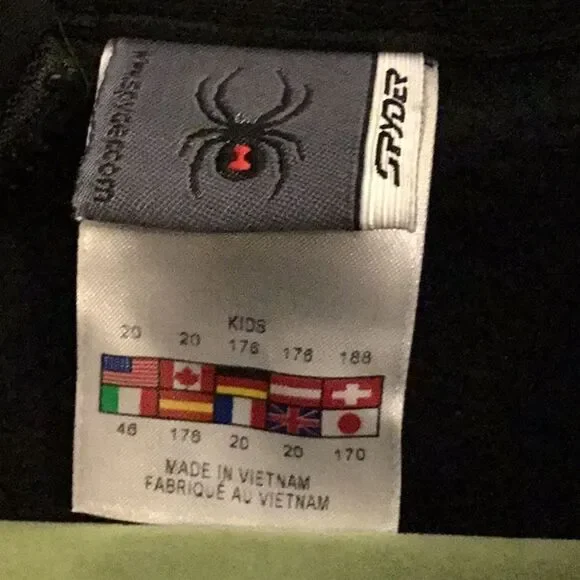 www.spyder.com
SPYDER
KIDS
20 20 176 176 188
46 176 20 20 170
MADE IN VIETNAM
FABRIQUÉ AU VIETNAM